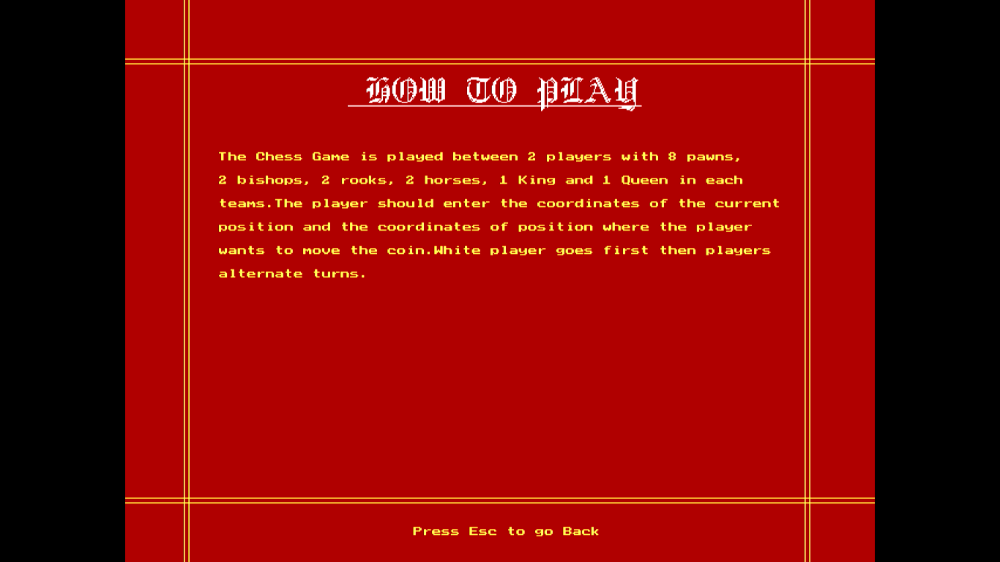 HOW TO PLAY
The Chess Game is played between 2 players with 8 pawns,
2 bishops, 2 rooks, 2 horses, 1 King and 1 Queen in each
teams.The player should enter the coordinates of the current
position and the coordinates of position where the player
wants to move the coin.White player goes first then players
alternate turns.
Press Esc to go Back